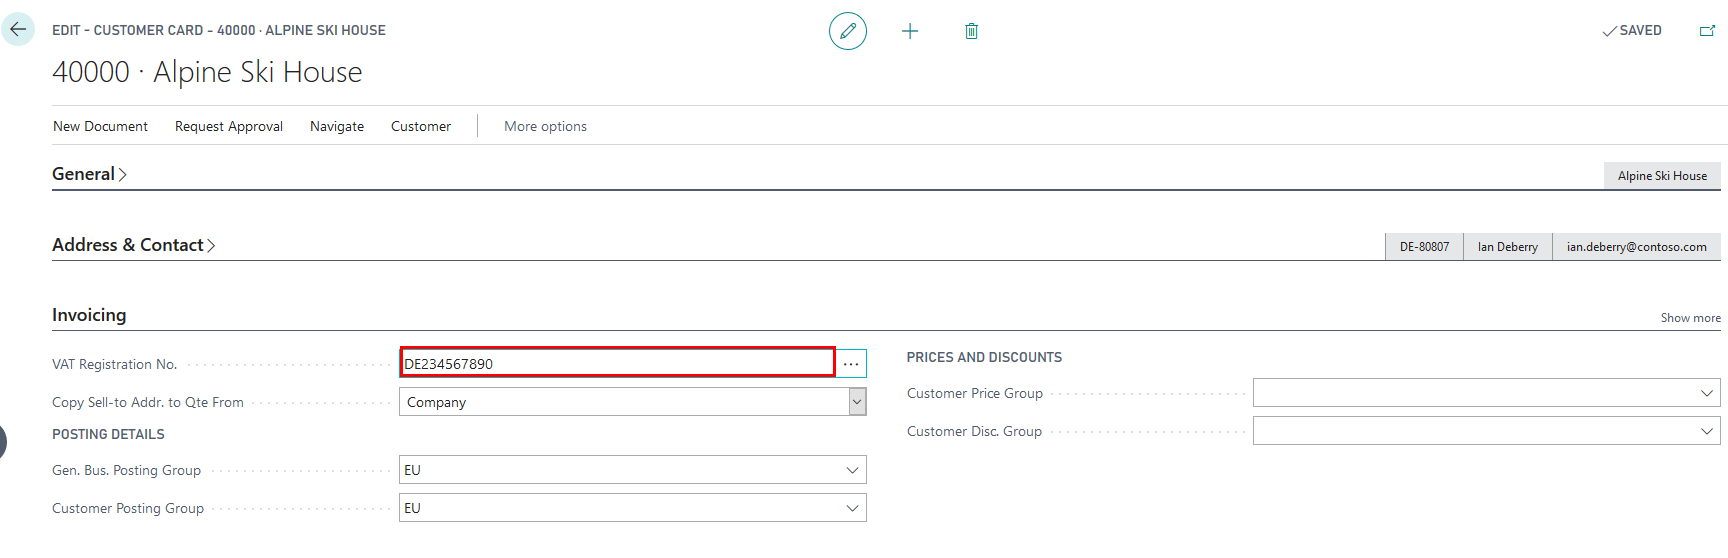 EDIT - CUSTOMER CARD - 40000 · ALPINE SKI HOUSE
SAVED
40000 · Alpine Ski House
New Document Request Approval Navigate Customer More options
General
Alpine Ski House
Address & Contact
DE-80807 Ian Deberry ian.deberry@contoso.com
Invoicing
Show more
VAT Registration No. DE234567890 ...
Copy Sell-to Addr. to Qte From Company
POSTING DETAILS
Gen. Bus. Posting Group EU
Customer Posting Group EU
PRICES AND DISCOUNTS
Customer Price Group
Customer Disc. Group